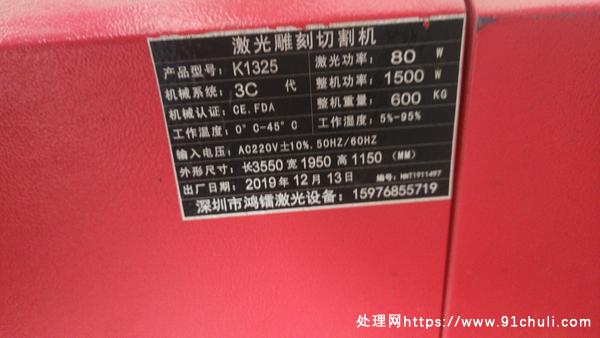 激光雕刻切割机
产品型号: K1325 激光功率: 80 W
机械系统: 3C 代 整机功率: 1500 W
机械认证: CE.FDA 整机重量: 600 KG
工作温度: 0°C-45°C 工作湿度: 5%-95%
输入电压: AC220V±10%.50HZ/60HZ
外形尺寸: 长3550 宽1950 高1150 (MM)
出厂日期: 2019年12月13日 编号: HNT1911497
深圳市鸿镭激光设备: 15976855719
处理网https://www.91chuli.com/